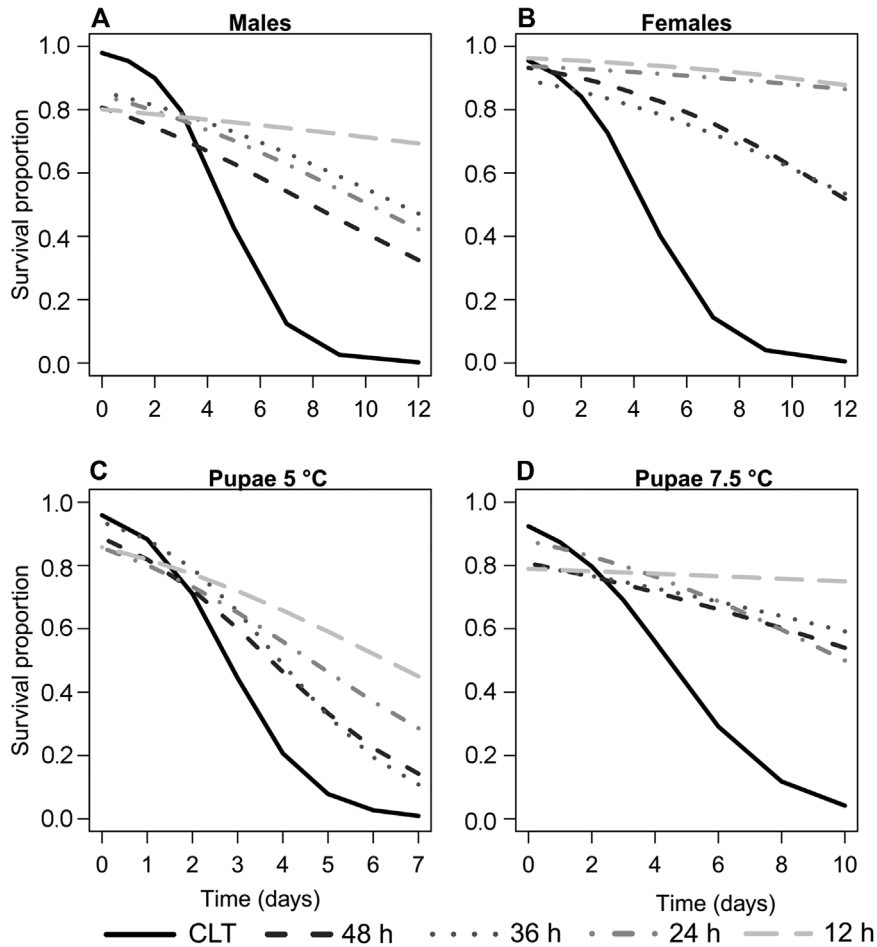 A Males
1.0
0.8
0.6
0.4
0.2
0.0
Survival proportion
0 2 4 6 8 10 12
B Females
1.0
0.8
0.6
0.4
0.2
0.0
0 2 4 6 8 10 12
C Pupae 5 °C
1.0
0.8
0.6
0.4
0.2
0.0
Survival proportion
0 1 2 3 4 5 6 7
Time (days)
D Pupae 7.5 °C
1.0
0.8
0.6
0.4
0.2
0.0
0 2 4 6 8 10
Time (days)
CLT 48 h 36 h 24 h 12 h